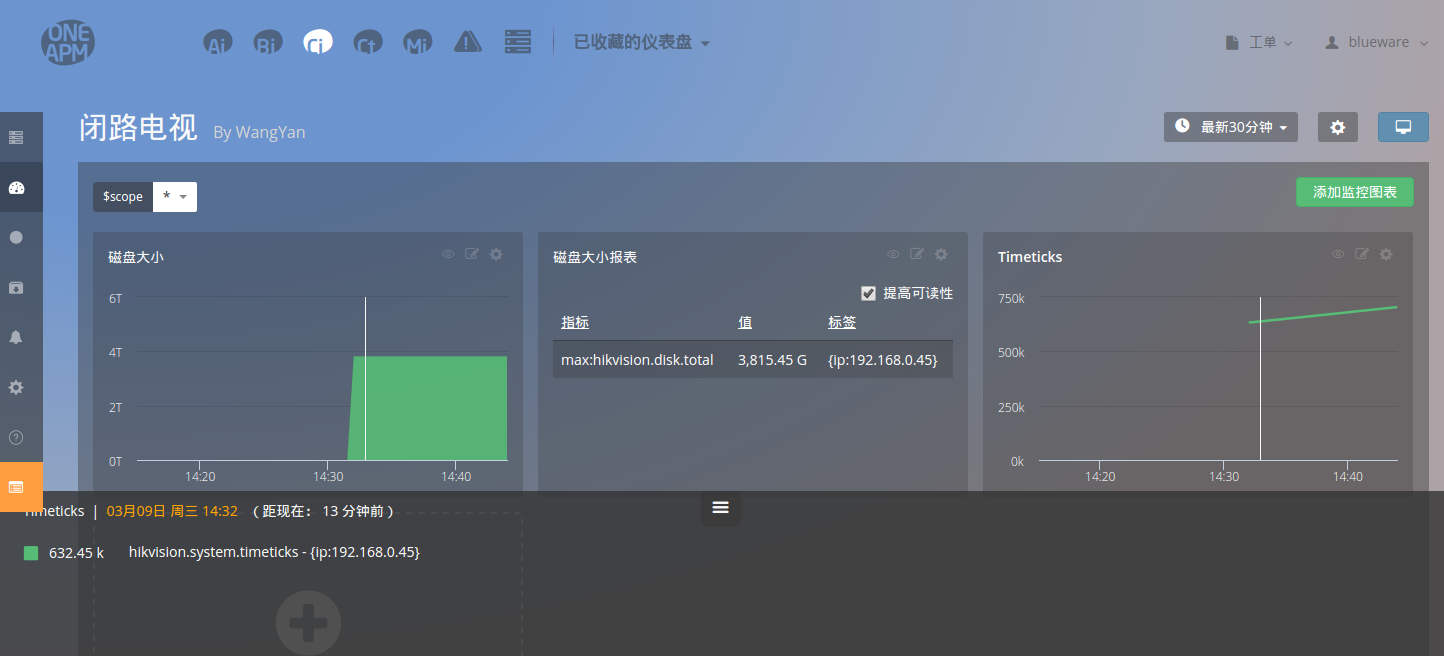 ONE
APM
Ai
Bi
Ci
Ct
Mi
已收藏的仪表盘
工单
blueware
闭路电视 By WangYan
最新30分钟
$scope *
添加监控图表
磁盘大小
6T
4T
2T
0T
14:20 14:30 14:40
磁盘大小报表
提高可读性
指标 值 标签
max:hikvision.disk.total 3,815.45 G {ip:192.168.0.45}
Timeticks
750k
500k
250k
0k
14:20 14:30 14:40
Timeticks | 03月09日 周三 14:32 （距现在： 13 分钟前）
632.45 k hikvision.system.timeticks - {ip:192.168.0.45}